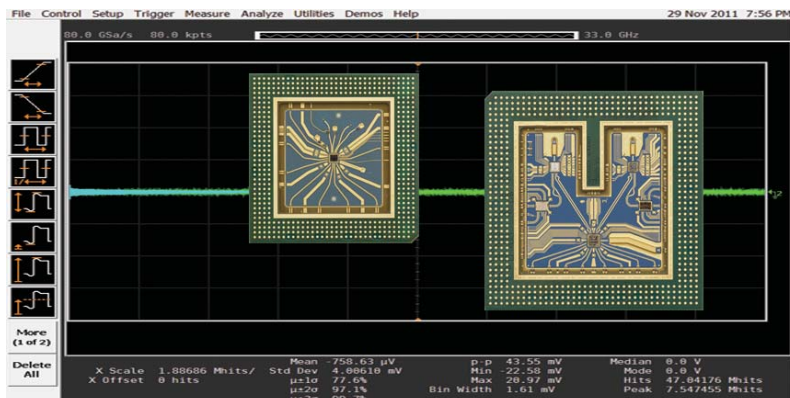 File Control Setup Trigger Measure Analyze Utilities Demos Help 29 Nov 2011 7:56 PM
80.0 GSa/s 80.0 kpts 33.0 GHz
More
(1 of 2)
Delete
All
Mean -758.63 µV p-p 43.55 mV Median 0.0 V
X Scale 1.88686 Mhits/ Std Dev 4.00610 mV Min -22.58 mV Mode 0.0 V
X Offset 0 hits µ±1σ 77.6% Max 20.97 mV Hits 47.04176 Mhits
µ±2σ 97.1% Bin Width 1.61 mV Peak 7.547455 Mhits